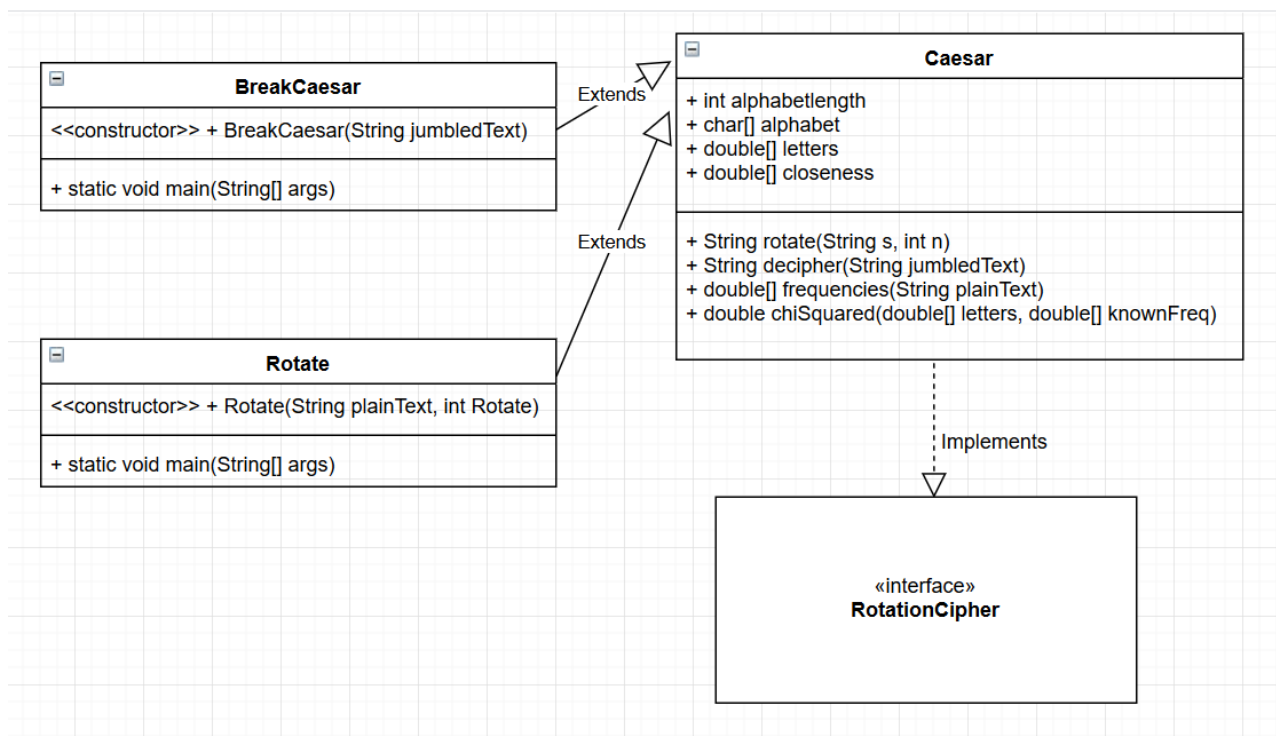 BreakCaesar
<<constructor>> + BreakCaesar(String jumbledText)
+ static void main(String[] args)
Extends
Caesar
+ int alphabetlength
+ char[] alphabet
+ double[] letters
+ double[] closeness
+ String rotate(String s, int n)
+ String decipher(String jumbledText)
+ double[] frequencies(String plainText)
+ double chiSquared(double[] letters, double[] knownFreq)
Extends
Rotate
<<constructor>> + Rotate(String plainText, int Rotate)
+ static void main(String[] args)
Implements
«interface»
RotationCipher